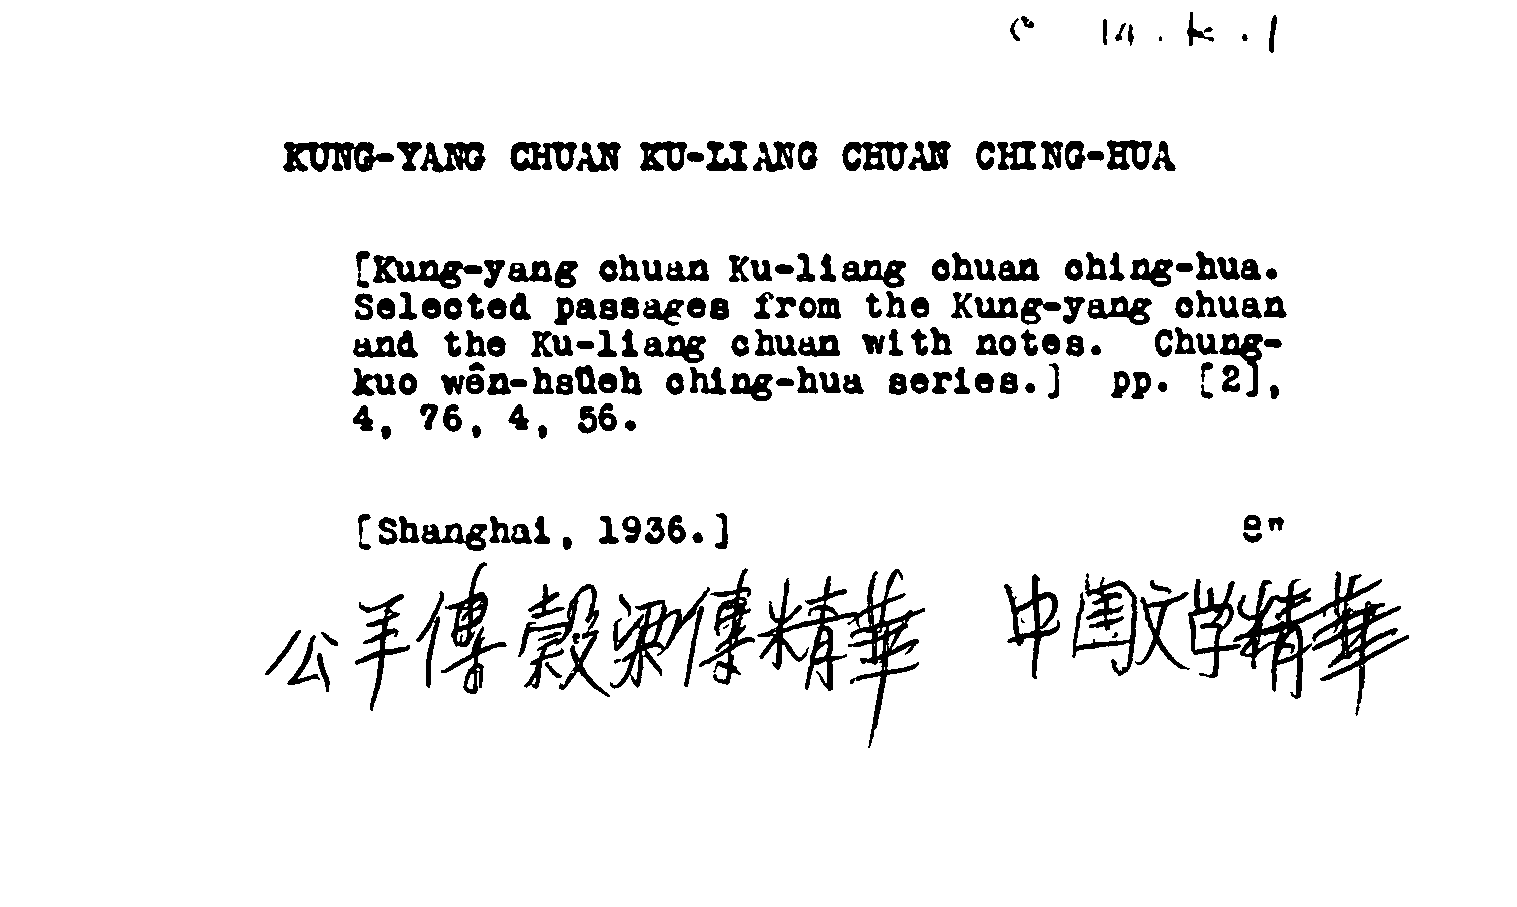 KUNG-YANG CHUAN KU-LIANG CHUAN CHING-HUA
[Kung-yang chuan Ku-liang chuan ching-hua.
Selected passages from the Kung-yang chuan
and the Ku-liang chuan with notes. Chung-
kuo wên-hsüeh ching-hua series.] pp. [2],
4, 76, 4, 56.
[Shanghai, 1936.] 8"
公羊傳穀梁傳精華 中国文学精華